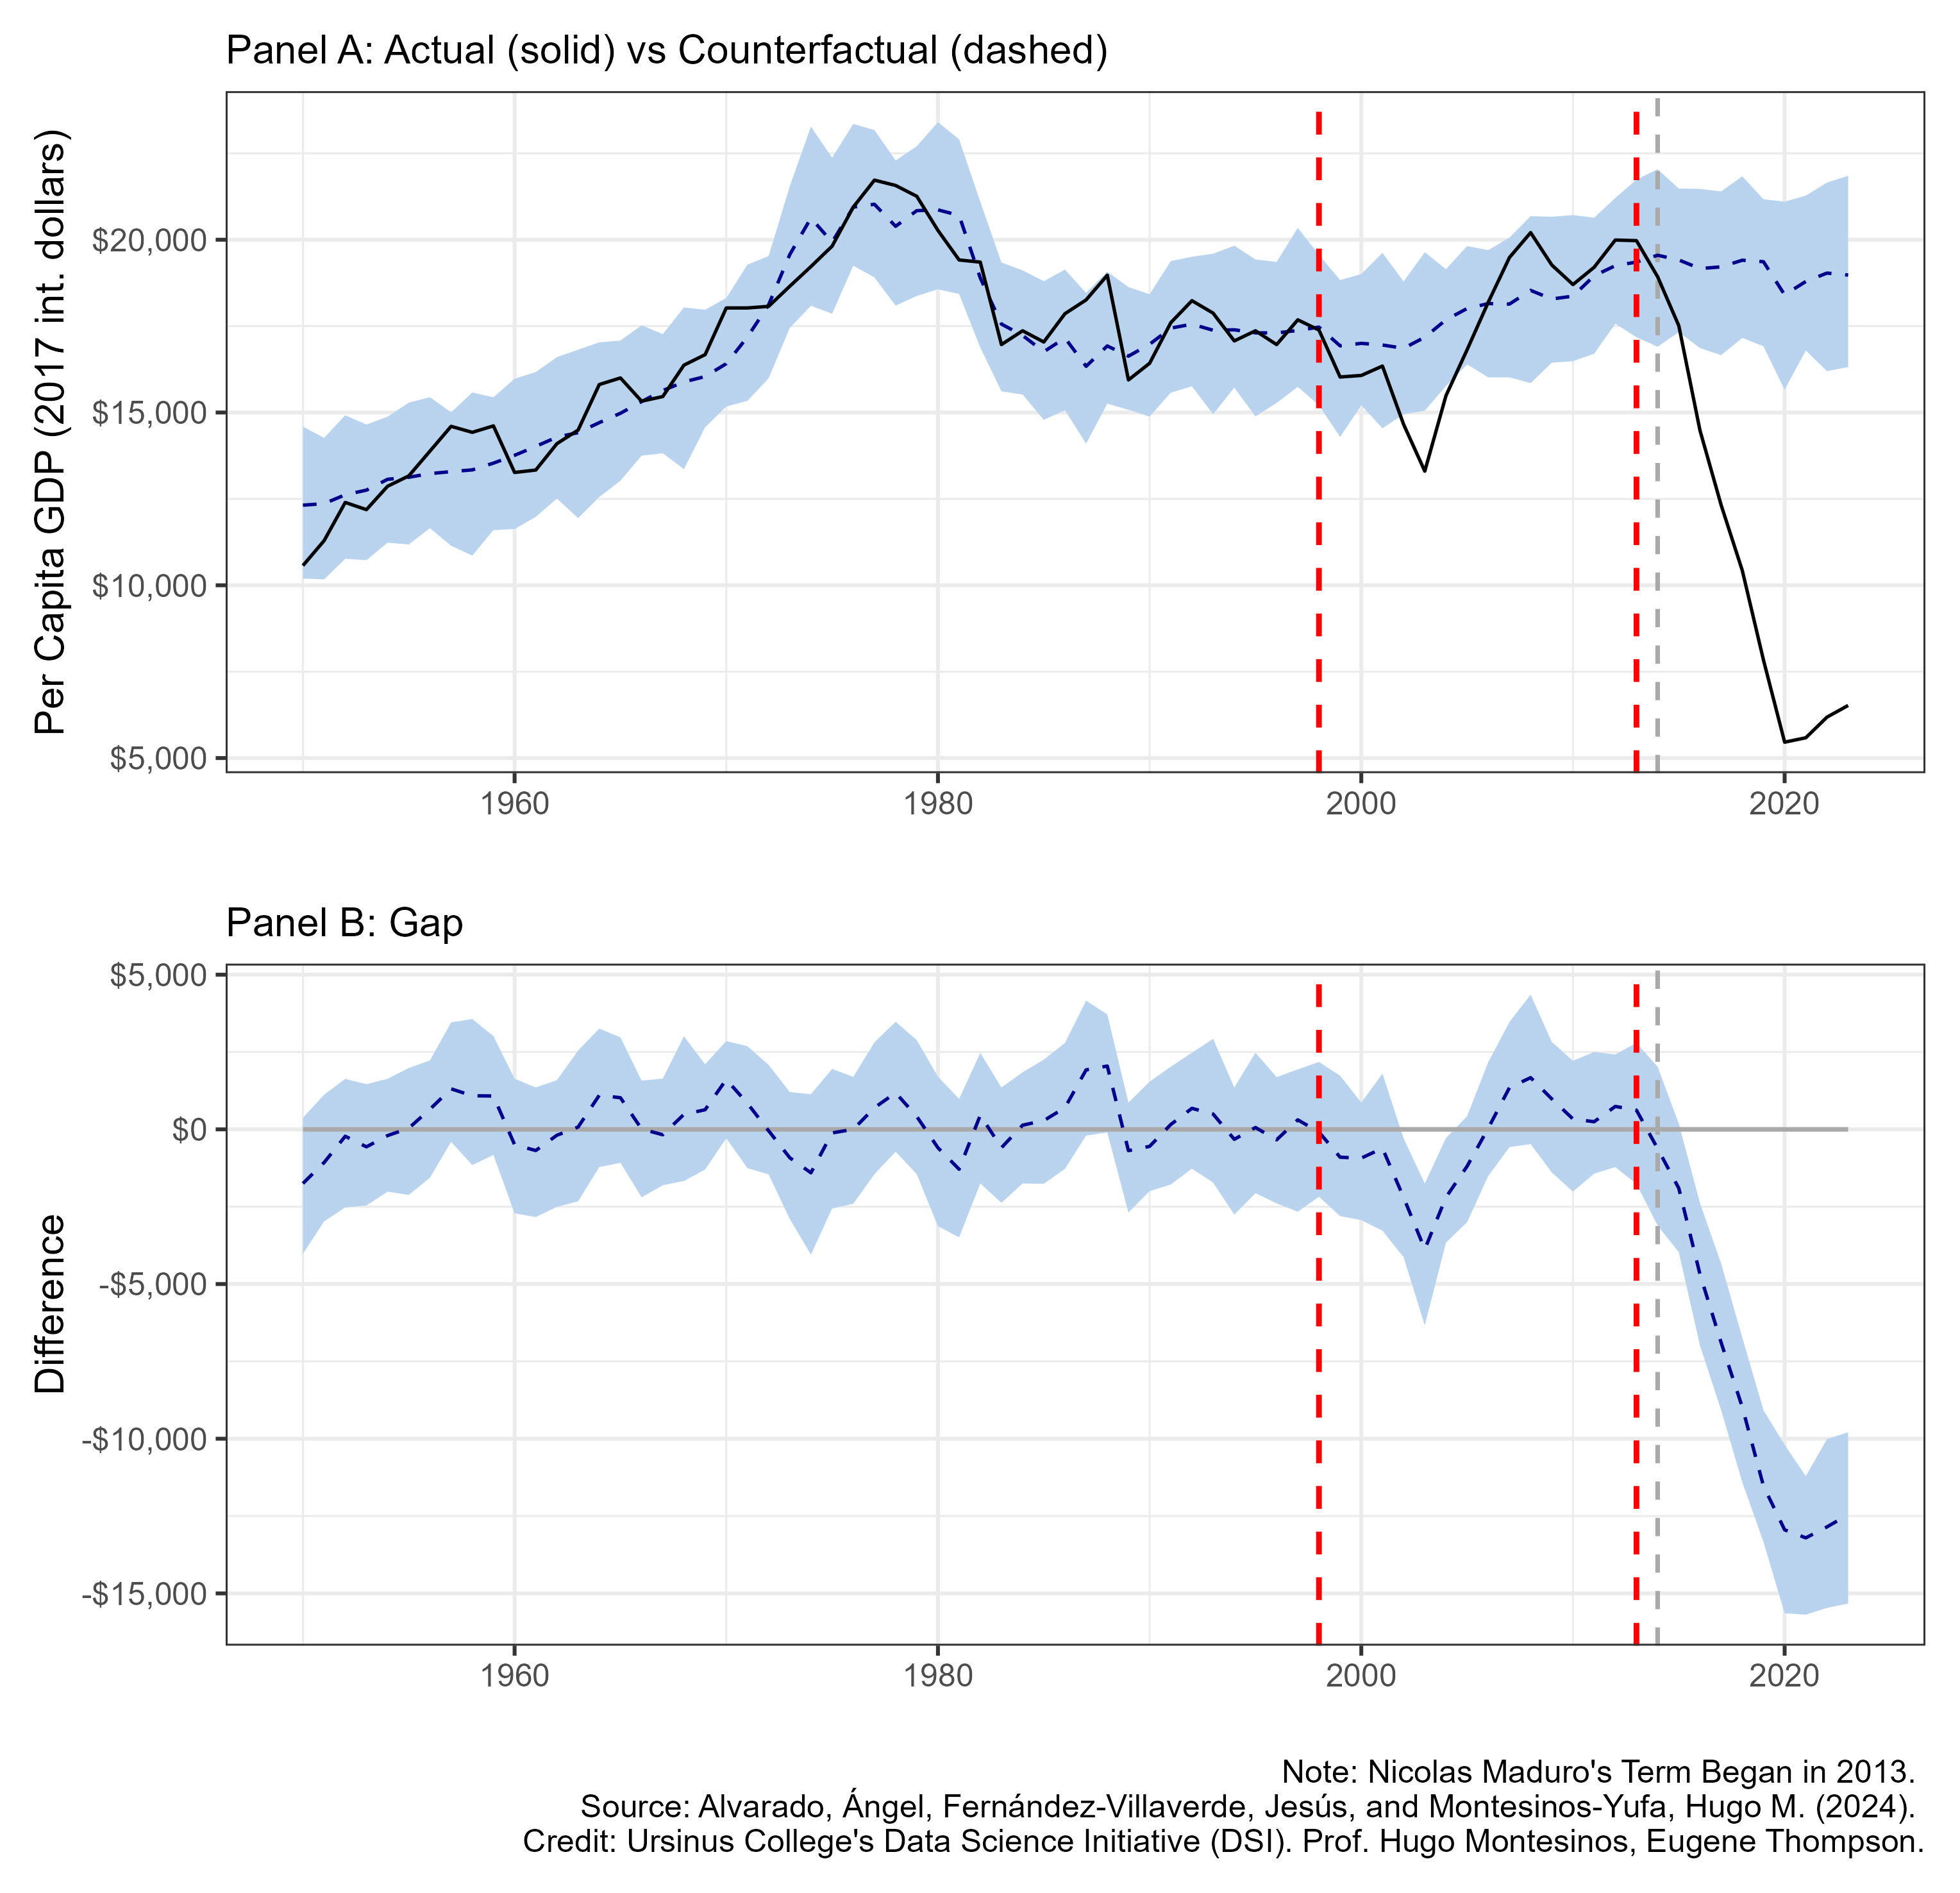 Panel A: Actual (solid) vs Counterfactual (dashed)
Per Capita GDP (2017 int. dollars)
$20,000
$15,000
$10,000
$5,000
1960
1980
2000
2020
Panel B: Gap
Difference
$5,000
$0
-$5,000
-$10,000
-$15,000
1960
1980
2000
2020
Note: Nicolas Maduro's Term Began in 2013.
Source: Alvarado, Ángel, Fernández-Villaverde, Jesús, and Montesinos-Yufa, Hugo M. (2024).
Credit: Ursinus College's Data Science Initiative (DSI). Prof. Hugo Montesinos, Eugene Thompson.